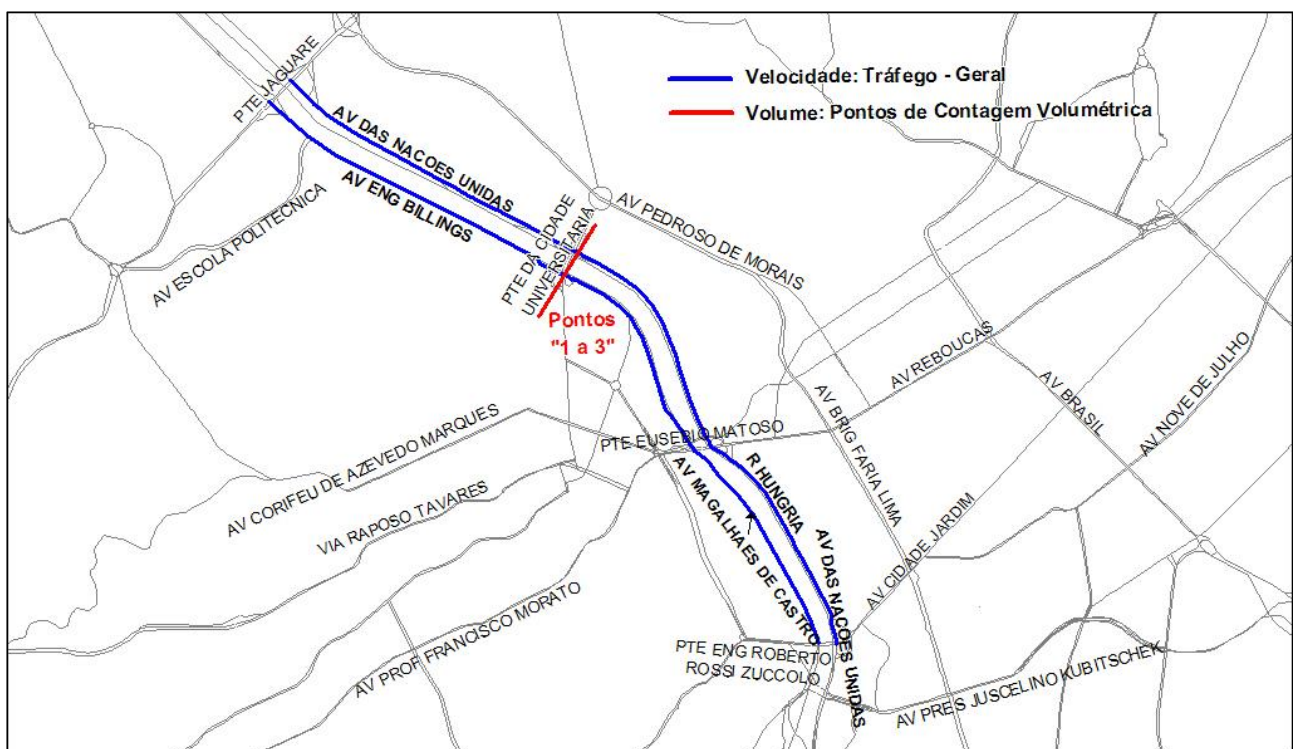 PTE JAGUARE
Velocidade: Tráfego - Geral
Volume: Pontos de Contagem Volumétrica
AV DAS NACOES UNIDAS
AV ENG BILLINGS
AV ESCOLA POLITECNICA
PTE DA CIDADE
UNIVERSITARIA
AV PEDROSO DE MORAIS
Pontos
"1 a 3"
AV REBOUCAS
AV BRASIL
AV NOVE DE JULHO
AV BRIG FARIA LIMA
PTE EUSEBIO MATOSO
AV CORIFEU DE AZEVEDO MARQUES
VIA RAPOSO TAVARES
R HUNGRIA
AV MAGALHAES DE CASTRO
AV DAS NACOES UNIDAS
AV CIDADE JARDIM
AV PROF FRANCISCO MORATO
PTE ENG ROBERTO
ROSSI ZUCCOLO
AV PRES JUSCELINO KUBITSCHEK